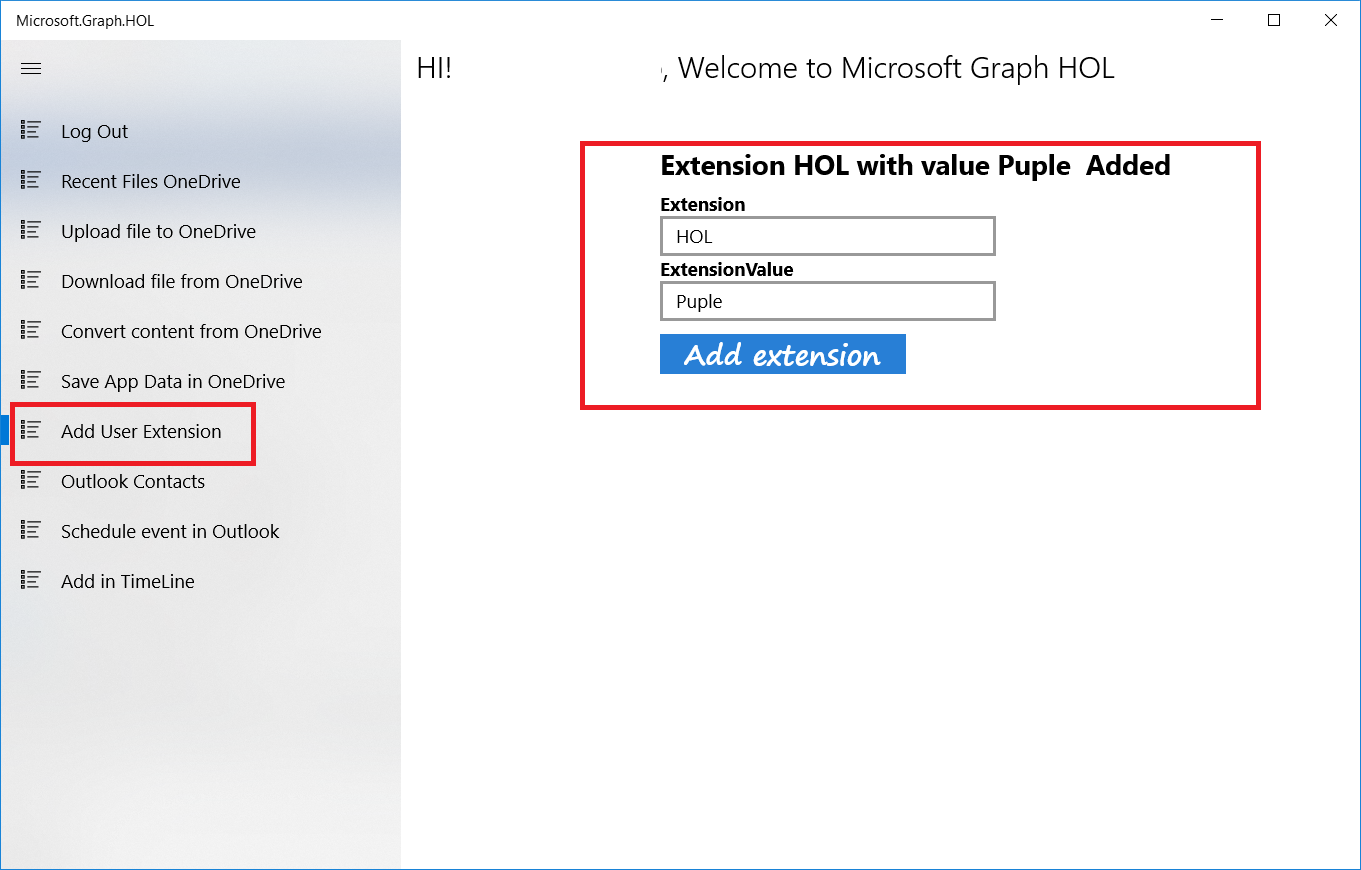 Microsoft.Graph.HOL
HI! , Welcome to Microsoft Graph HOL
Log Out
Recent Files OneDrive
Upload file to OneDrive
Download file from OneDrive
Convert content from OneDrive
Save App Data in OneDrive
Add User Extension
Outlook Contacts
Schedule event in Outlook
Add in TimeLine
Extension HOL with value Puple  Added
Extension
HOL
ExtensionValue
Puple
Add extension